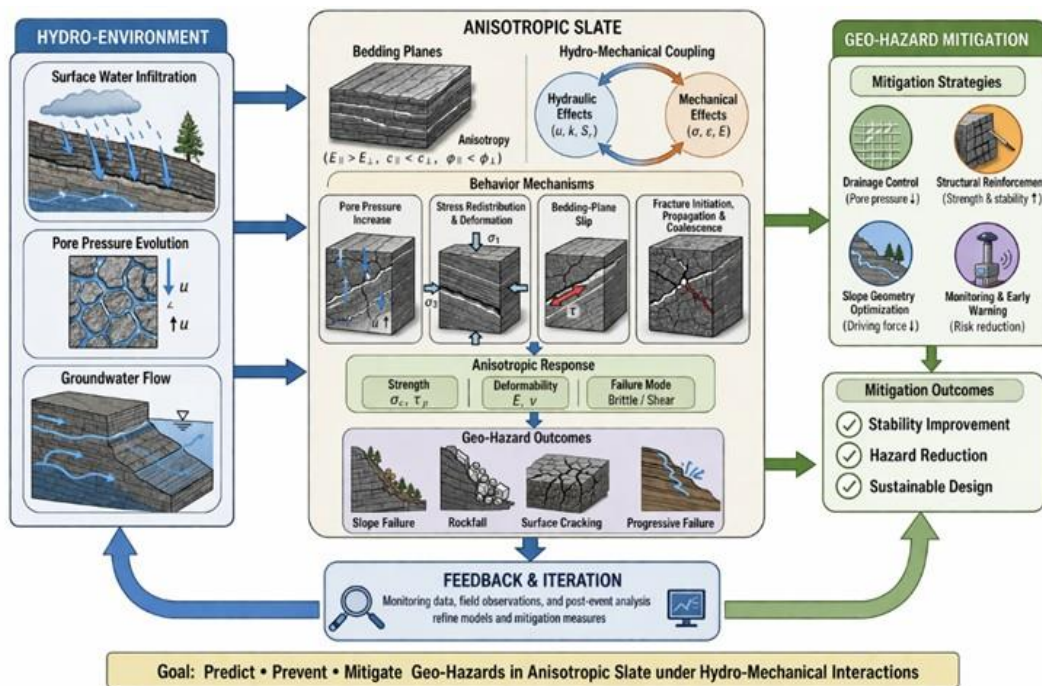 HYDRO-ENVIRONMENT
Surface Water Infiltration
Pore Pressure Evolution
u
↑u
Groundwater Flow
ANISOTROPIC SLATE
Bedding Planes
Anisotropy
(E∥ > E⊥, c∥ < c⊥, ϕ∥ < ϕ⊥)
Hydro-Mechanical Coupling
Hydraulic
Effects
(u, k, Sᵣ)
Mechanical
Effects
(σ, ε, E)
Behavior Mechanisms
Pore Pressure
Increase
u ↑
Stress Redistribution
& Deformation
σ₁
σ₃
Bedding-Plane
Slip
τ
Fracture Initiation,
Propagation &
Coalescence
Anisotropic Response
Strength
σc, τp
Deformability
E, ν
Failure Mode
Brittle / Shear
Geo-Hazard Outcomes
Slope Failure
Rockfall
Surface Cracking
Progressive Failure
GEO-HAZARD MITIGATION
Mitigation Strategies
Drainage Control
(Pore pressure ↓)
Structural Reinforcement
(Strength & stability ↑)
Slope Geometry
Optimization
(Driving force ↓)
Monitoring & Early
Warning
(Risk reduction)
Mitigation Outcomes
Stability Improvement
Hazard Reduction
Sustainable Design
FEEDBACK & ITERATION
Monitoring data, field observations, and post-event analysis
refine models and mitigation measures
Goal: Predict • Prevent • Mitigate Geo-Hazards in Anisotropic Slate under Hydro-Mechanical Interactions